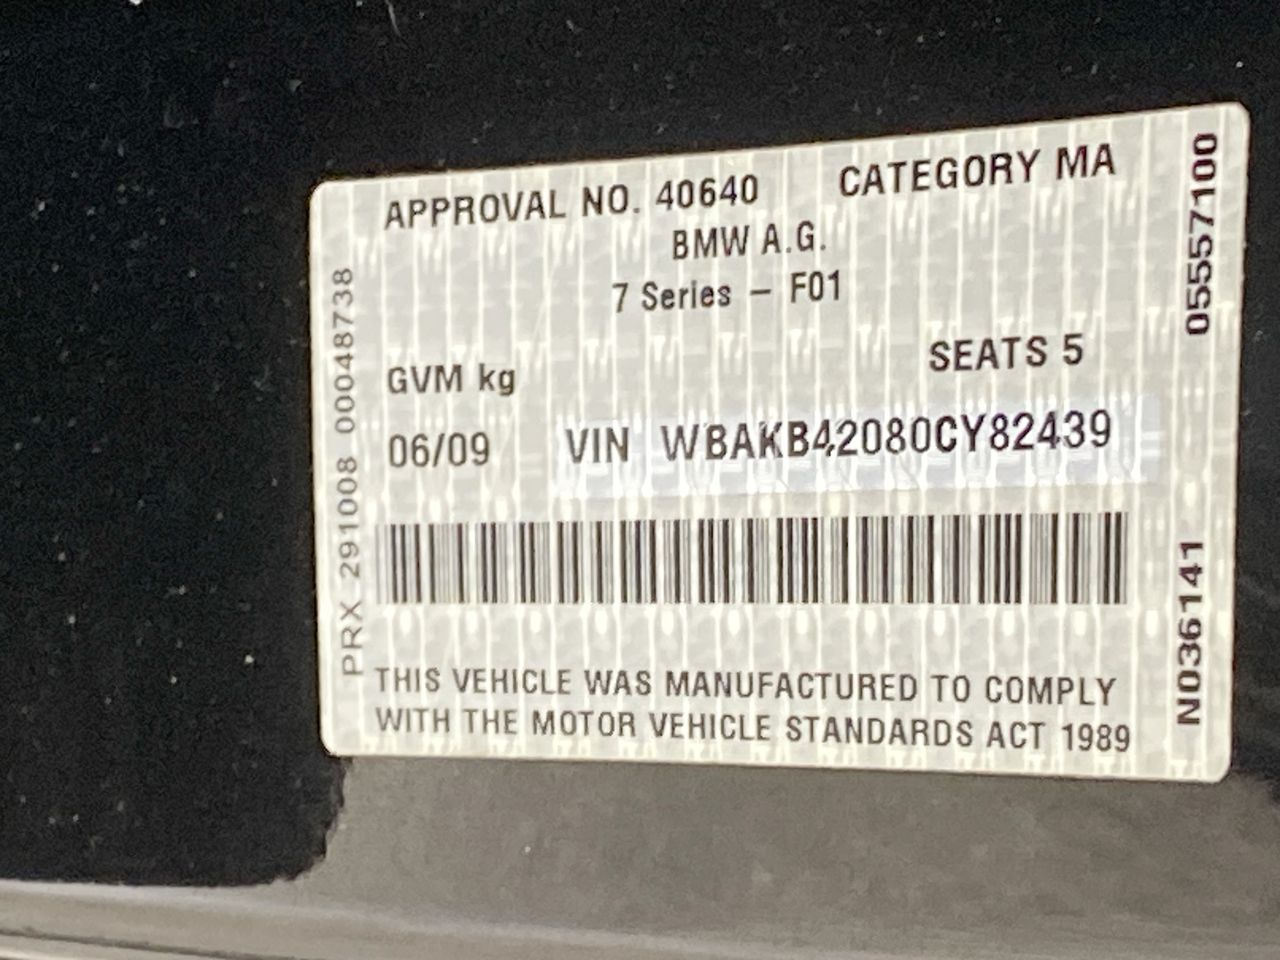 APPROVAL NO. 40640 CATEGORY MA
BMW A.G.
7 Series – F01
GVM kg SEATS 5
06/09 VIN WBAKB42080CY82439
THIS VEHICLE WAS MANUFACTURED TO COMPLY
WITH THE MOTOR VEHICLE STANDARDS ACT 1989
PRX 291008 00048738
N036141 05557100